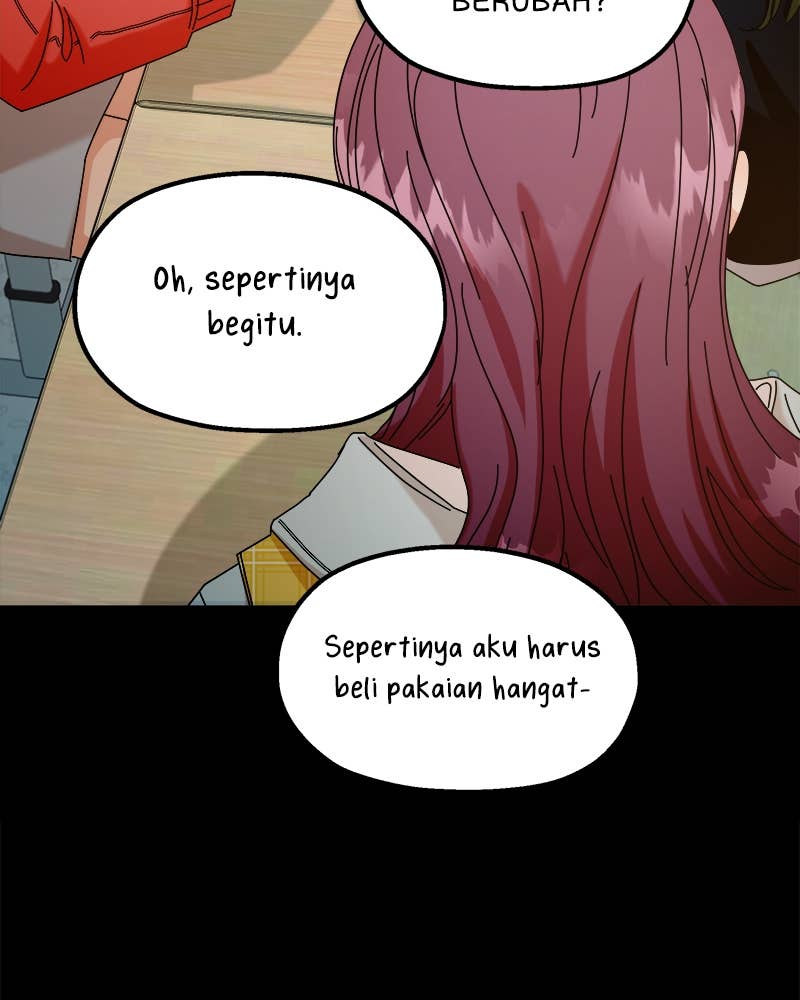 BERUBAH?
Oh, sepertinya
begitu.
Sepertinya aku harus
beli pakaian hangat-